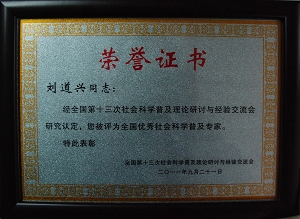 荣誉证书
刘道兴同志：
经全国第十三次社会科学普及理论研讨与经验交流会
研究认定，您被评为全国优秀社会科学普及专家。
特此表彰
全国第十三次社会科学普及理论研讨与经验交流会
二〇一一年九月二十一日